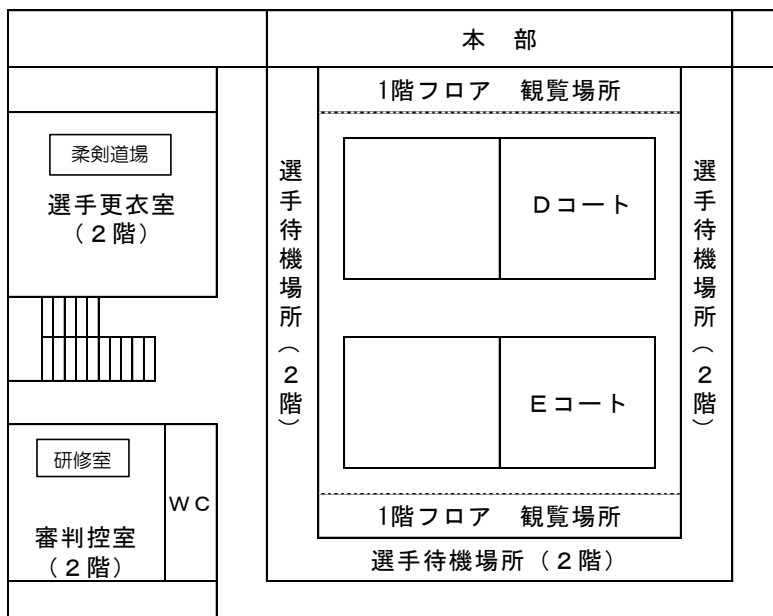 本 部
1階フロア 観覧場所
柔剣道場
選手更衣室
（２階）
選手待機場所（２階）
Ｄコート
選手待機場所（２階）
Ｅコート
研修室
ＷＣ
審判控室
（２階）
1階フロア 観覧場所
選手待機場所（２階）